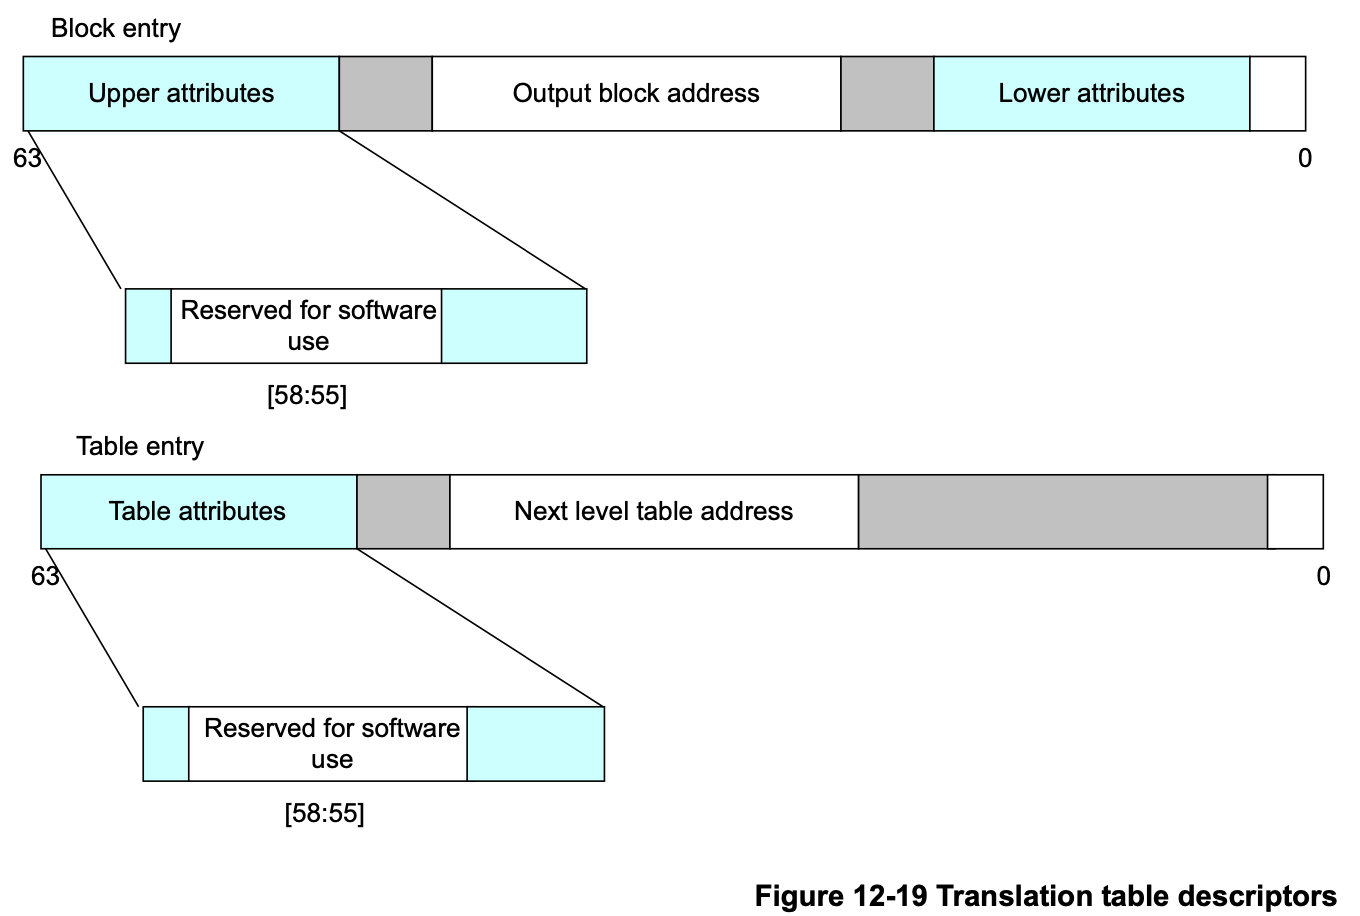 Block entry
Upper attributes
Output block address
Lower attributes
63
0
Reserved for software
use
[58:55]
Table entry
Table attributes
Next level table address
63
0
Reserved for software
use
[58:55]
Figure 12-19 Translation table descriptors